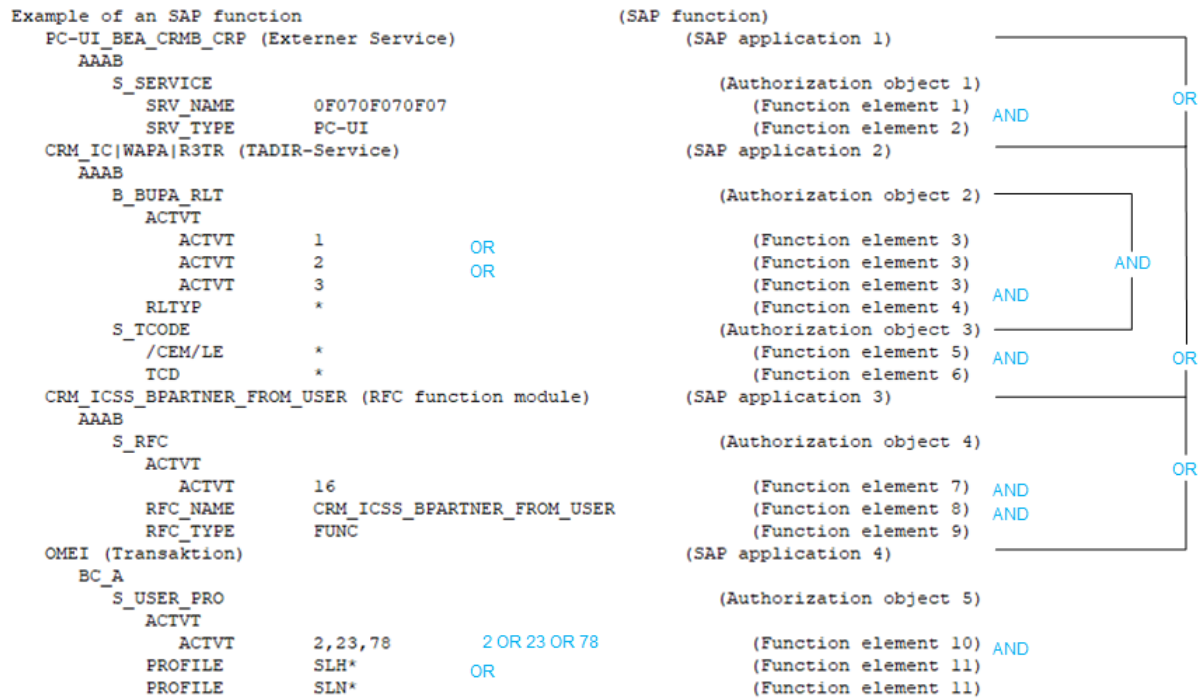 Example of an SAP function (SAP function)
PC-UI_BEA_CRMB_CRP (Externer Service) (SAP application 1)
AAAB
S_SERVICE (Authorization object 1)
SRV_NAME 0F070F070F07 (Function element 1) AND OR
SRV_TYPE PC-UI (Function element 2)
CRM_IC|WAPA|R3TR (TADIR-Service) (SAP application 2)
AAAB
B_BUPA_RLT (Authorization object 2)
ACTVT
ACTVT 1 OR (Function element 3)
ACTVT 2 OR (Function element 3) AND
ACTVT 3 (Function element 3) AND
RLTYP * (Function element 4)
S_TCODE (Authorization object 3)
/CEM/LE * (Function element 5) AND OR
TCD * (Function element 6)
CRM_ICSS_BPARTNER_FROM_USER (RFC function module) (SAP application 3)
AAAB
S_RFC (Authorization object 4)
ACTVT OR
ACTVT 16 (Function element 7) AND
RFC_NAME CRM_ICSS_BPARTNER_FROM_USER (Function element 8) AND
RFC_TYPE FUNC (Function element 9)
OMEI (Transaktion) (SAP application 4)
BC_A
S_USER_PRO (Authorization object 5)
ACTVT
ACTVT 2,23,78 2 OR 23 OR 78 (Function element 10) AND
PROFILE SLH* OR (Function element 11)
PROFILE SLN* (Function element 11)